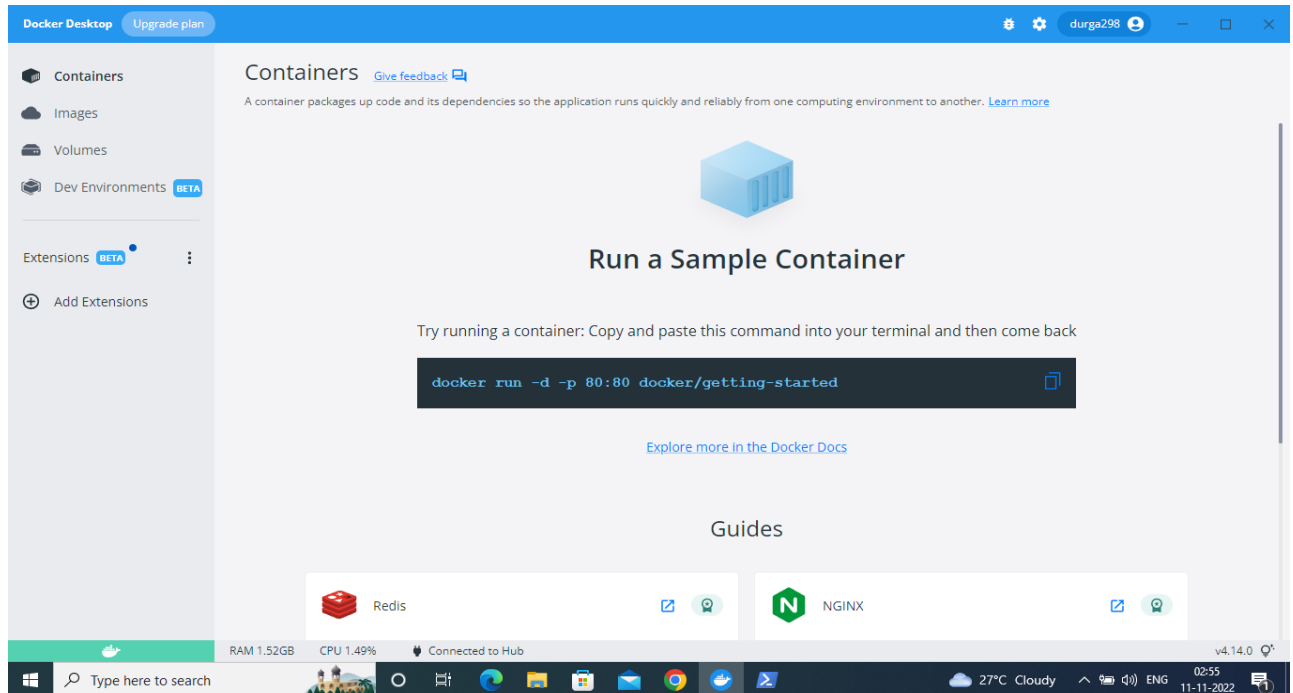 Docker Desktop Upgrade plan durga298
Containers
Images
Volumes
Dev Environments BETA
Extensions BETA
Add Extensions
Containers Give feedback
A container packages up code and its dependencies so the application runs quickly and reliably from one computing environment to another. Learn more
Run a Sample Container
Try running a container: Copy and paste this command into your terminal and then come back
docker run -d -p 80:80 docker/getting-started
Explore more in the Docker Docs
Guides
Redis
NGINX
RAM 1.52GB CPU 1.49% Connected to Hub v4.14.0
Type here to search 27°C Cloudy ENG 02:55
11-11-2022 1